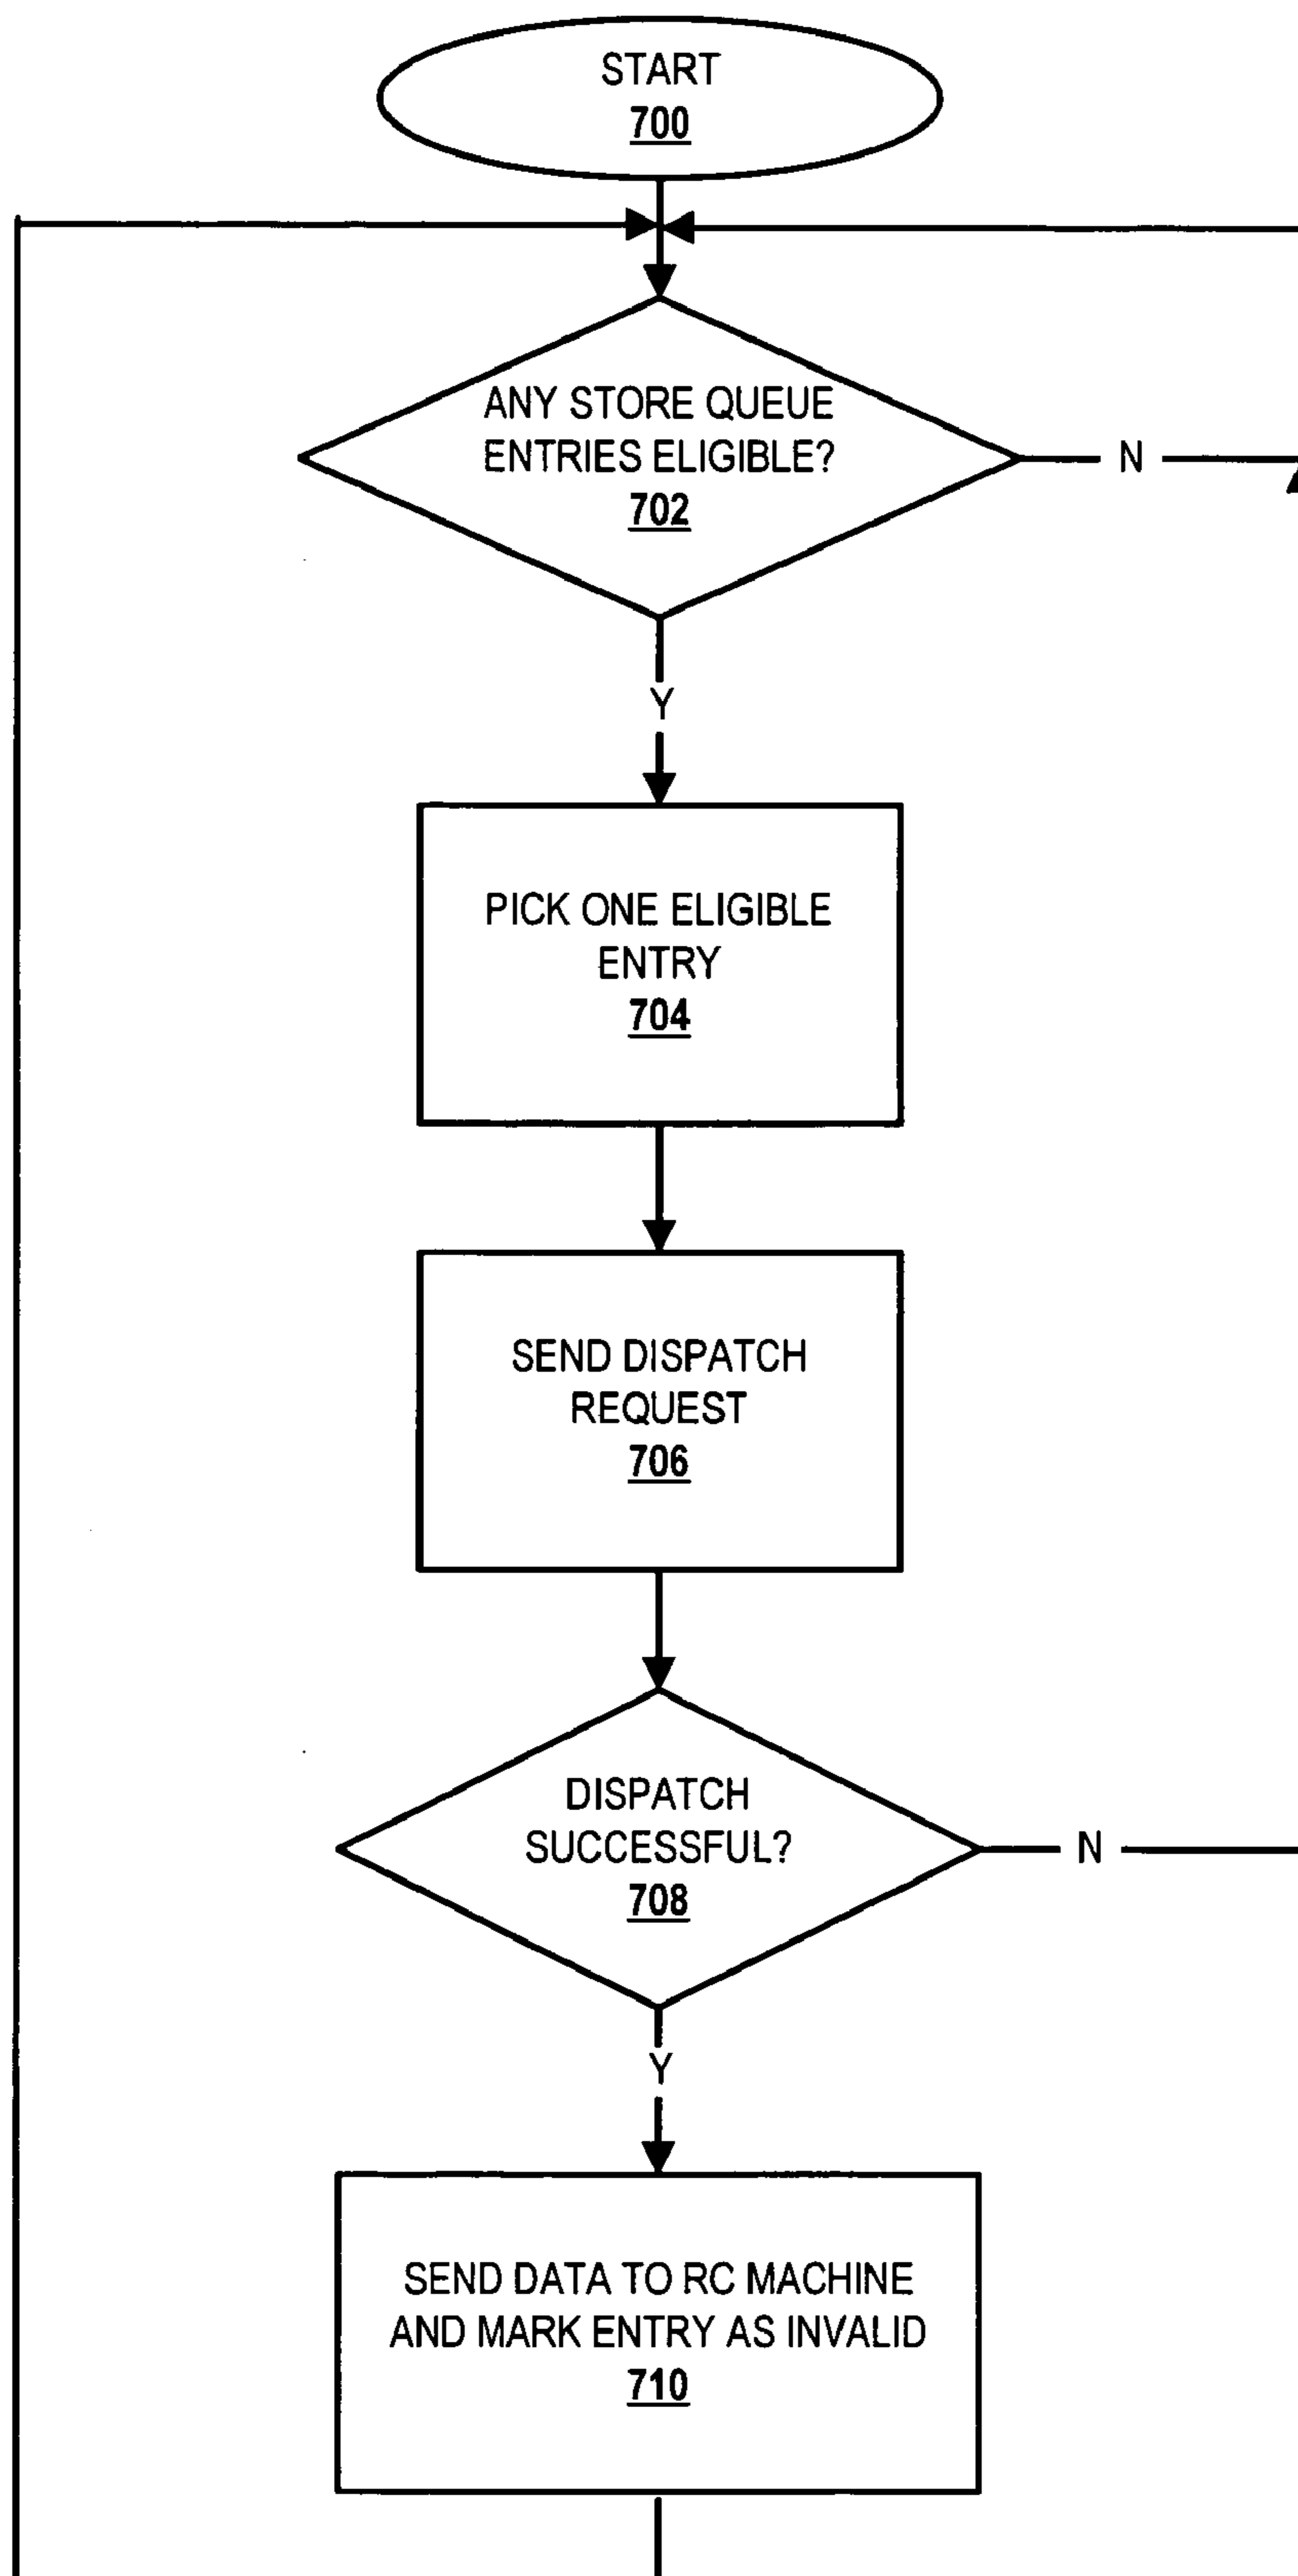 START
700
ANY STORE QUEUE
ENTRIES ELIGIBLE?
702
N
Y
PICK ONE ELIGIBLE
ENTRY
704
SEND DISPATCH
REQUEST
706
DISPATCH
SUCCESSFUL?
708
N
Y
SEND DATA TO RC MACHINE
AND MARK ENTRY AS INVALID
710